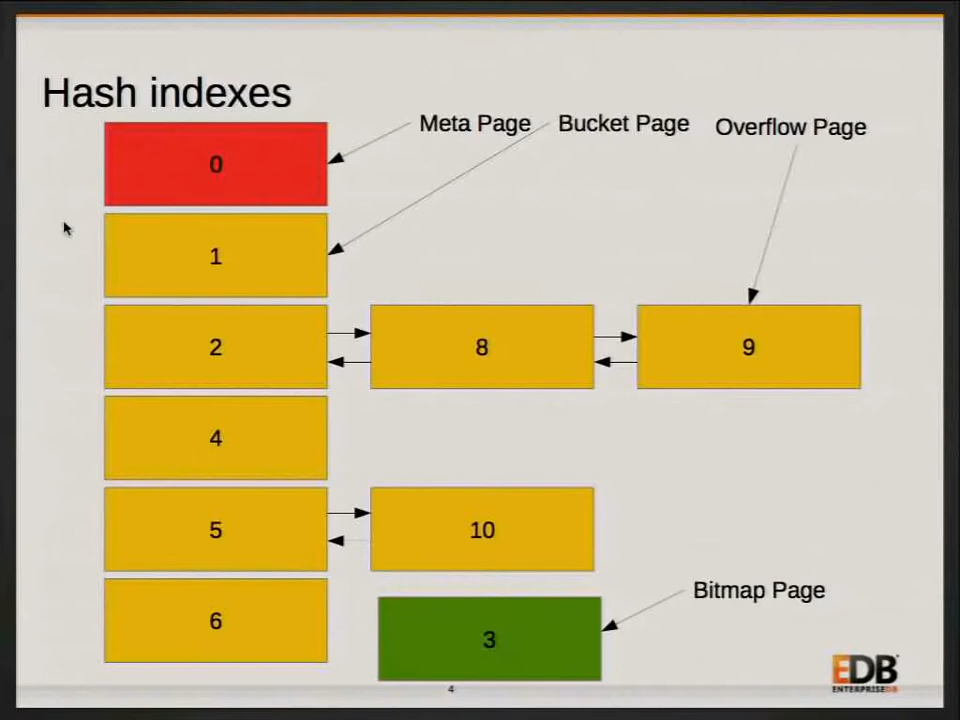 Hash indexes
Meta Page
Bucket Page
Overflow Page
0
1
2
8
9
4
5
10
6
3
Bitmap Page
4
EDB
ENTERPRISEDB